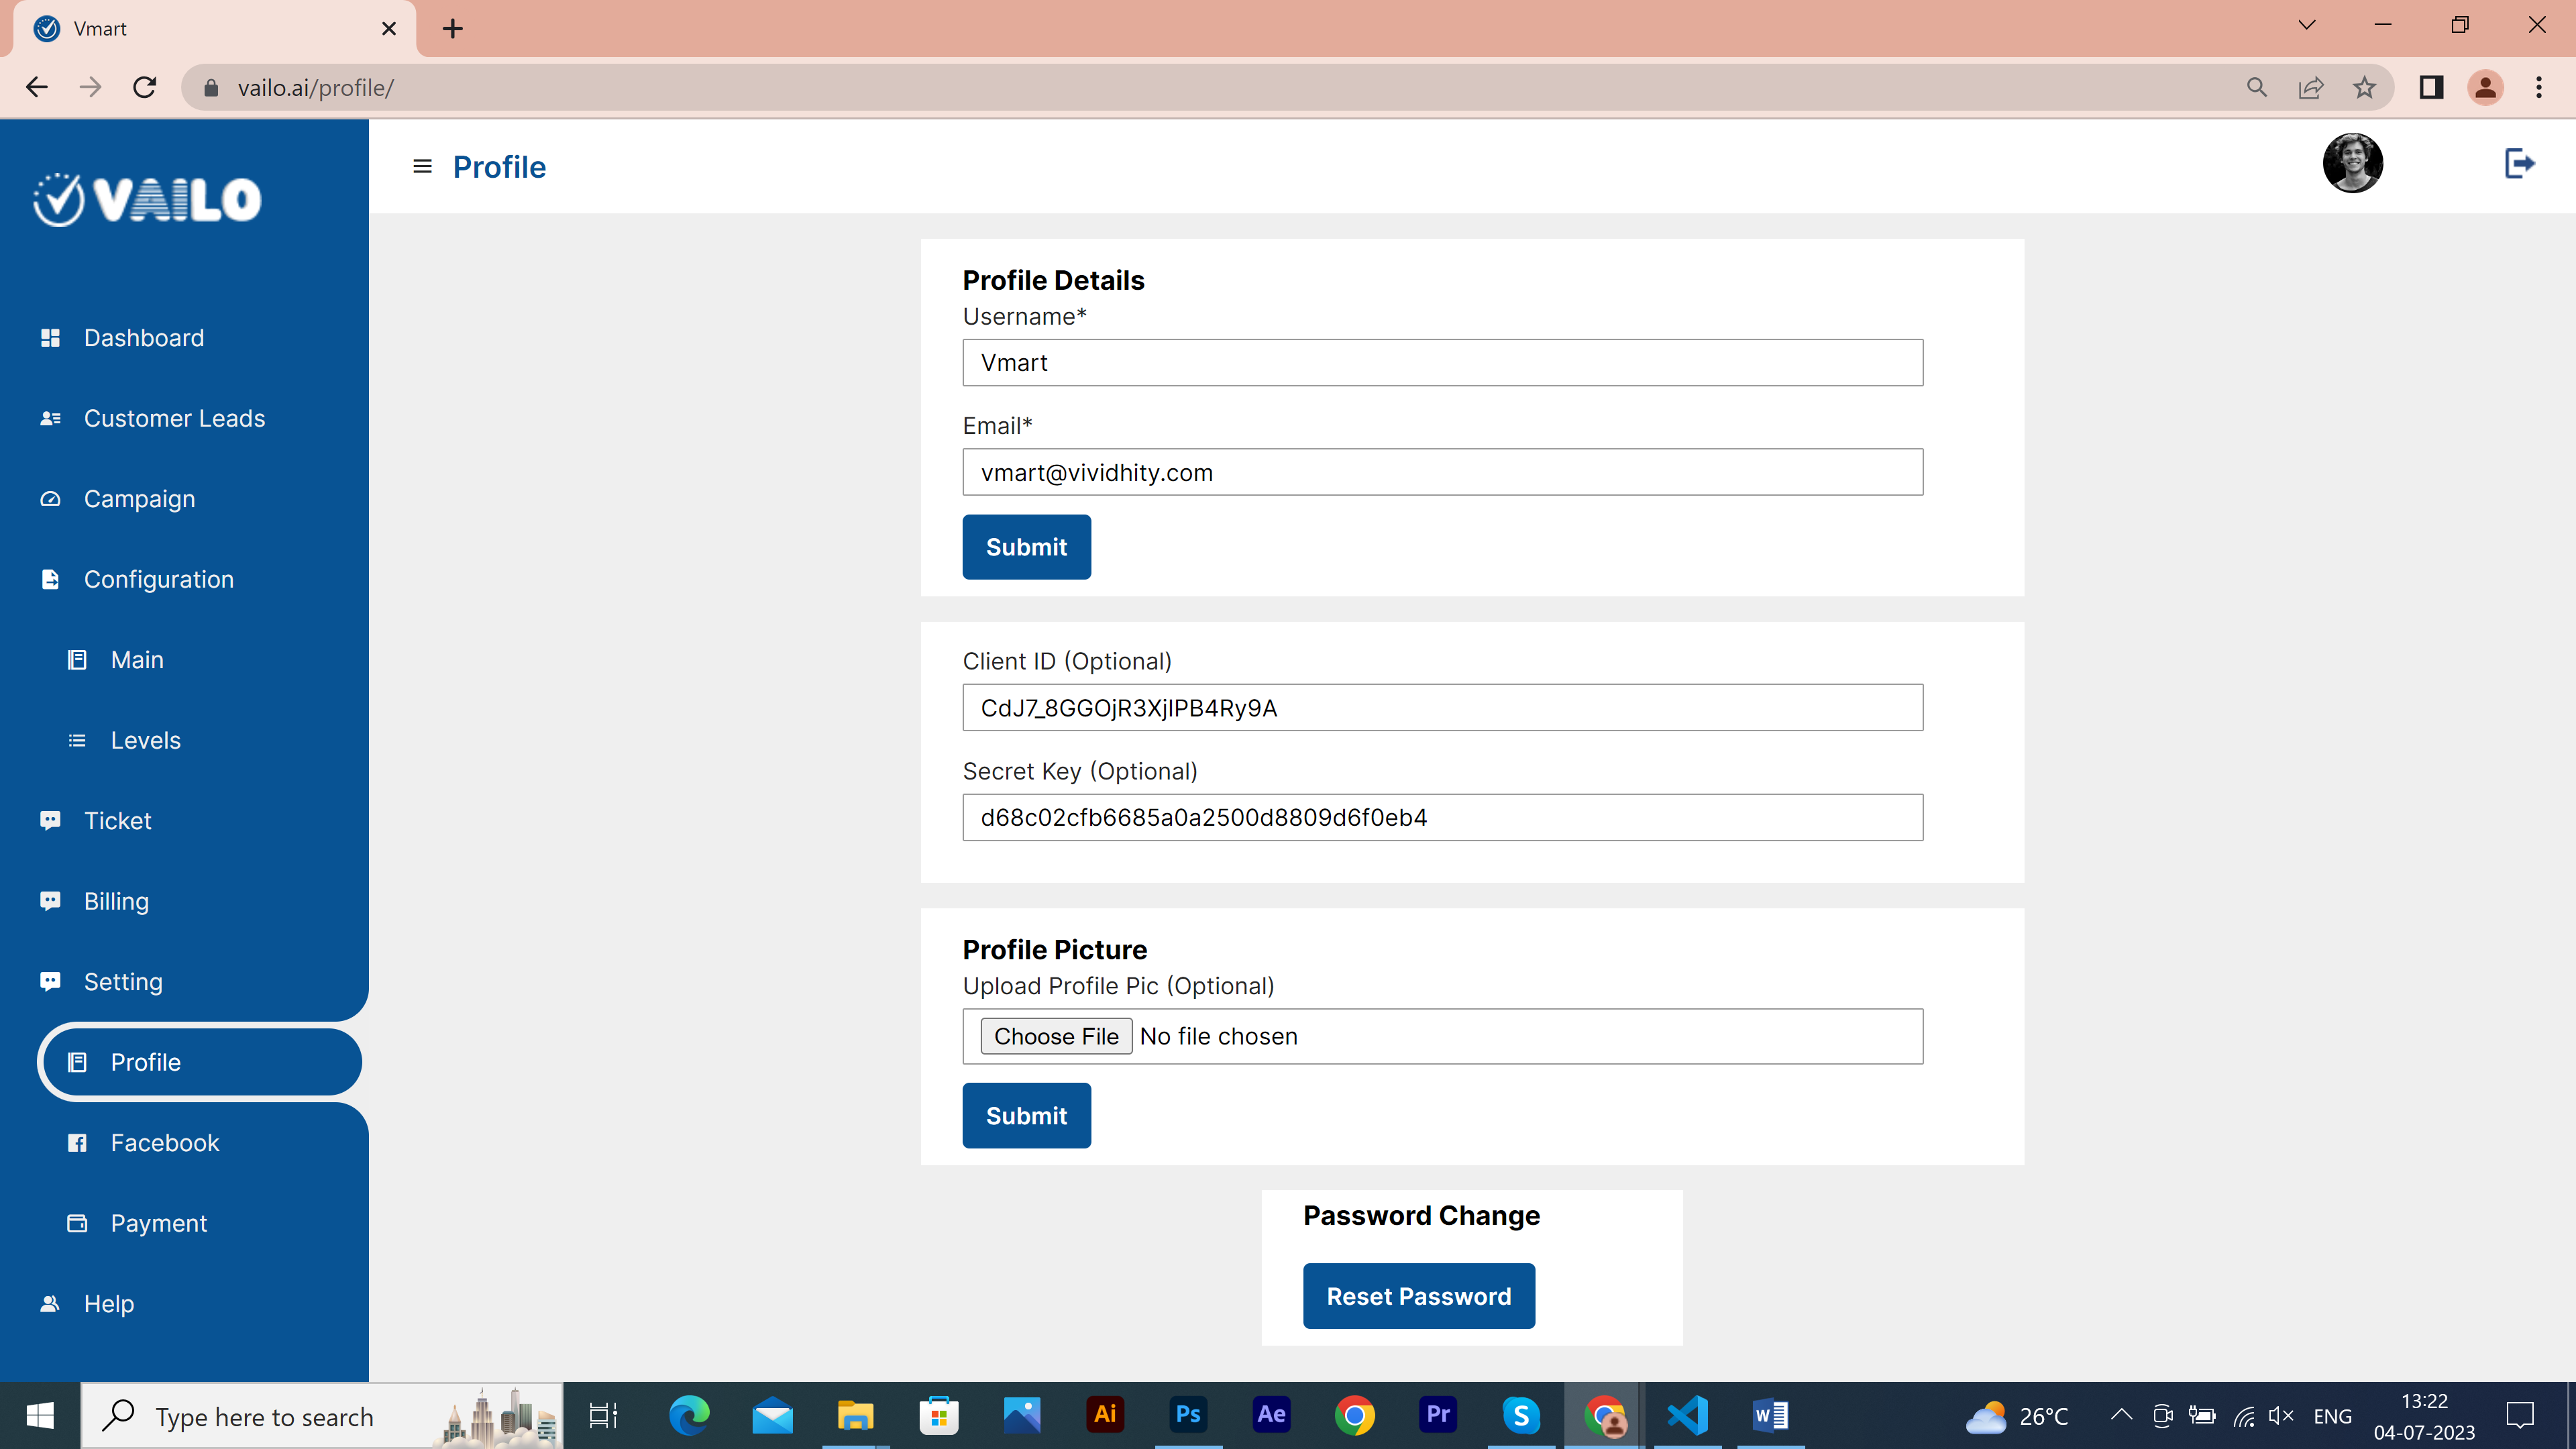 Vmart
vailo.ai/profile/
VAILO
Profile
Dashboard
Customer Leads
Campaign
Configuration
Main
Levels
Ticket
Billing
Setting
Profile
Facebook
Payment
Help
Profile Details
Username*
Vmart
Email*
vmart@vividhity.com
Submit
Client ID (Optional)
CdJ7_8GGOjR3XjIPB4Ry9A
Secret Key (Optional)
d68c02cfb6685a0a2500d8809d6f0eb4
Profile Picture
Upload Profile Pic (Optional)
Choose File No file chosen
Submit
Password Change
Reset Password
Type here to search
Ai
Ps
Ae
Pr
S
W
26°C
ENG
13:22
04-07-2023